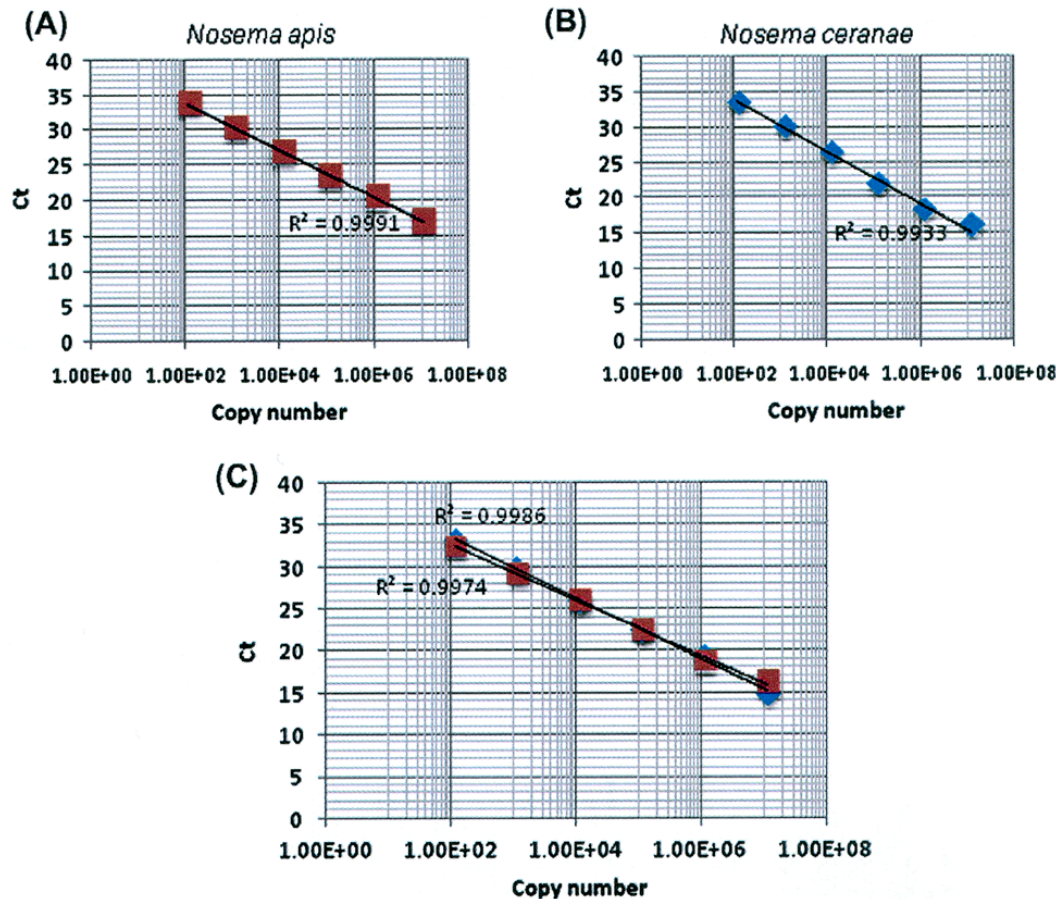 (A)
Nosema apis
40
35
30
25
20
15
10
5
0
Ct
R² = 0.9991
1.00E+00 1.00E+02 1.00E+04 1.00E+06 1.00E+08
Copy number
(B)
Nosema ceranae
40
35
30
25
20
15
10
5
0
Ct
R² = 0.9933
1.00E+00 1.00E+02 1.00E+04 1.00E+06 1.00E+08
Copy number
(C)
40
35
30
25
20
15
10
5
0
Ct
R² = 0.9986
R² = 0.9974
1.00E+00 1.00E+02 1.00E+04 1.00E+06 1.00E+08
Copy number